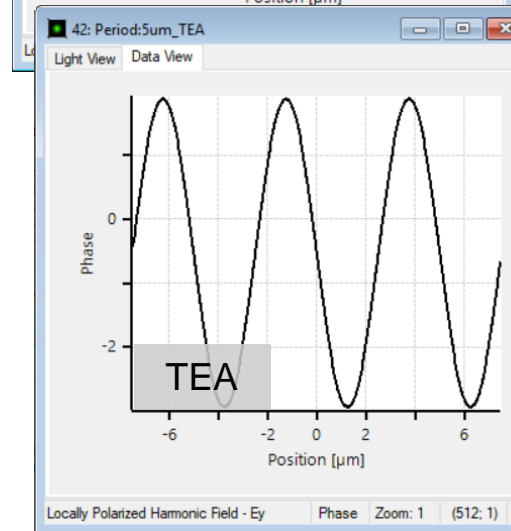 Position [µm]
42: Period:5um_TEA
Light View Data View
0
Phase
-2
TEA
-6 -2 0 2 6
Position [µm]
Locally Polarized Harmonic Field - Ey Phase Zoom: 1 (512; 1)